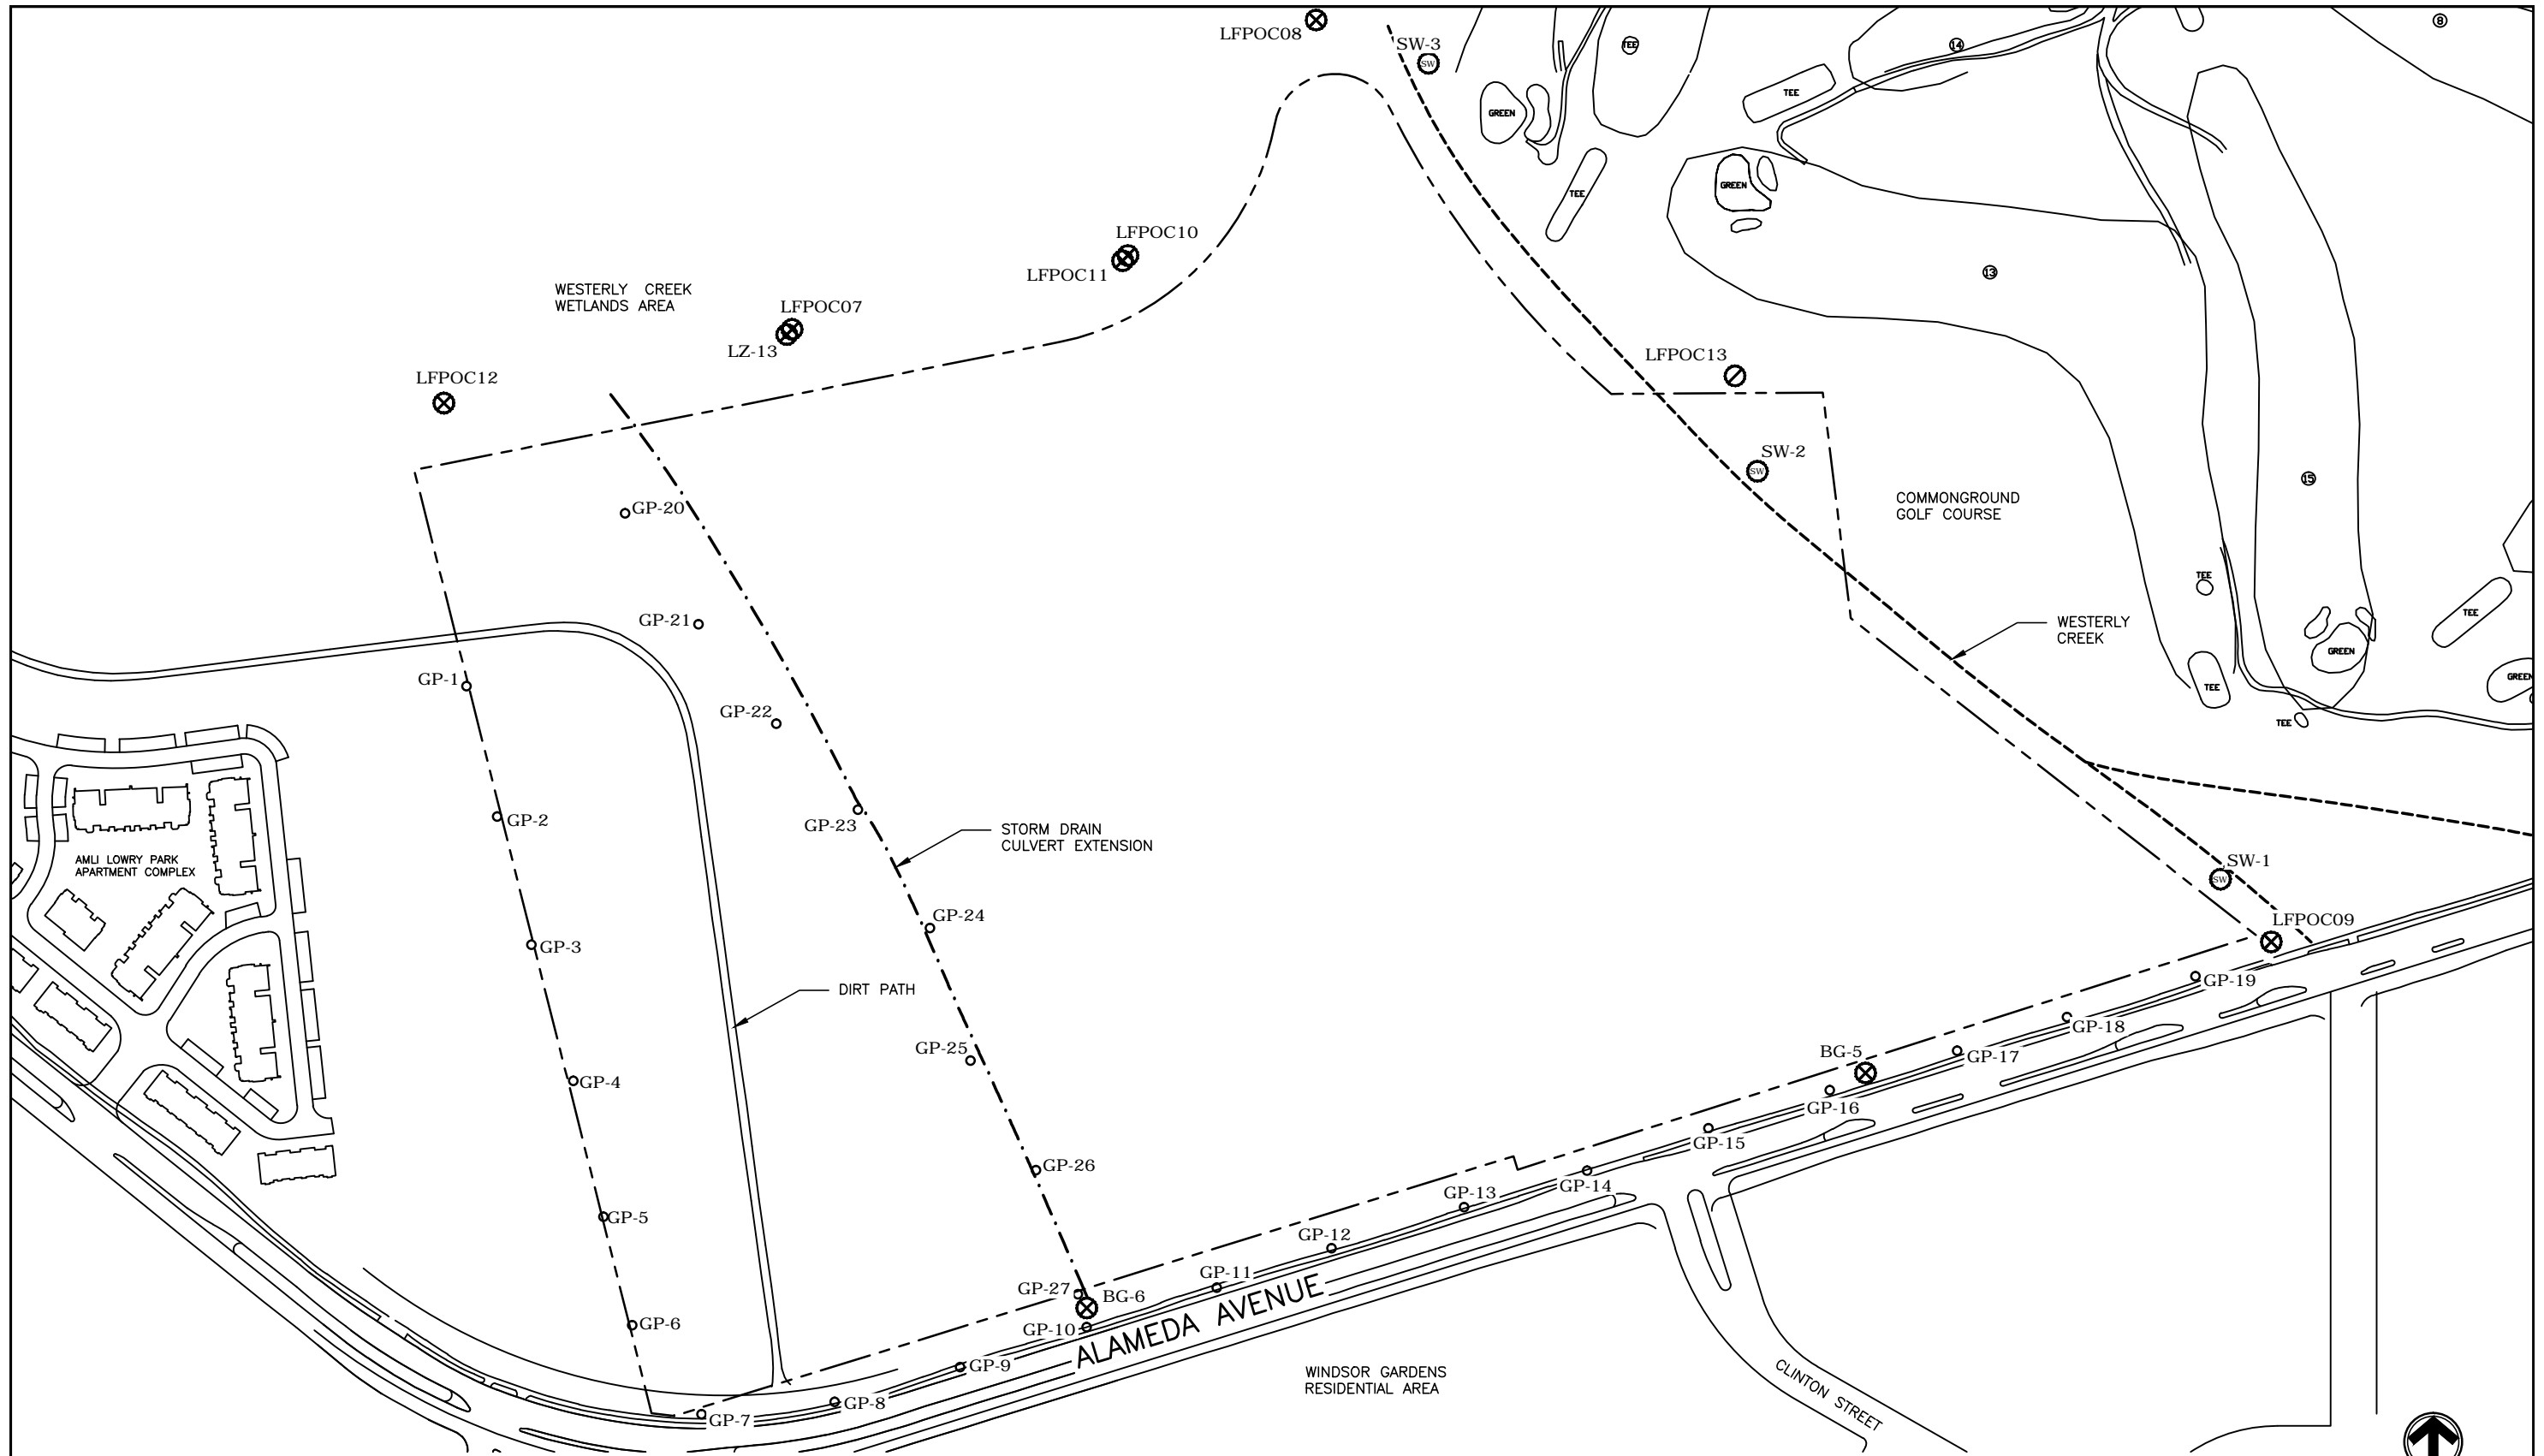 LFPOC08
SW-3
SW
TEE
14
8
TEE
GREEN
GREEN
TEE
LFPOC10
LFPOC11
13
WESTERLY CREEK
WETLANDS AREA
LFPOC07
LZ-13
LFPOC13
LFPOC12
SW-2
SW
15
COMMONGROUND
GOLF COURSE
GP-20
TEE
GP-21
TEE
WESTERLY
CREEK
GREEN
GP-1
GREEN
TEE
GP-22
TEE
GP-2
GP-23
STORM DRAIN
CULVERT EXTENSION
AMLI LOWRY PARK
APARTMENT COMPLEX
SW-1
SW
GP-24
LFPOC09
GP-3
GP-19
DIRT PATH
GP-18
GP-25
BG-5
GP-17
GP-4
GP-16
GP-15
GP-26
GP-14
GP-13
GP-5
GP-12
GP-11
GP-27
BG-6
GP-6
GP-10
ALAMEDA AVENUE
GP-9
WINDSOR GARDENS
RESIDENTIAL AREA
CLINTON STREET
GP-8
GP-7